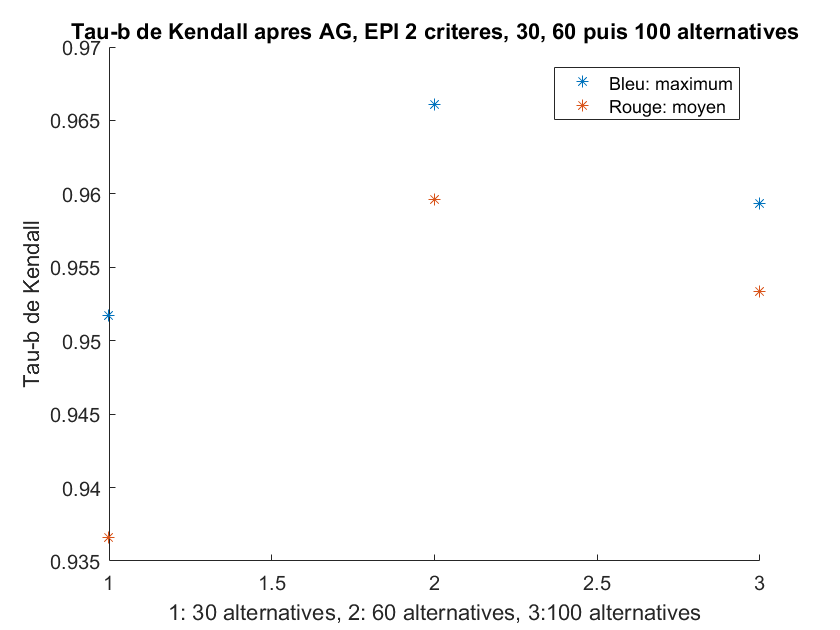 Tau-b de Kendall apres AG, EPI 2 criteres, 30, 60 puis 100 alternatives
0.97
Bleu: maximum
Rouge: moyen
0.965
0.96
0.955
0.95
0.945
0.94
0.935
Tau-b de Kendall
1 1.5 2 2.5 3
1: 30 alternatives, 2: 60 alternatives, 3:100 alternatives